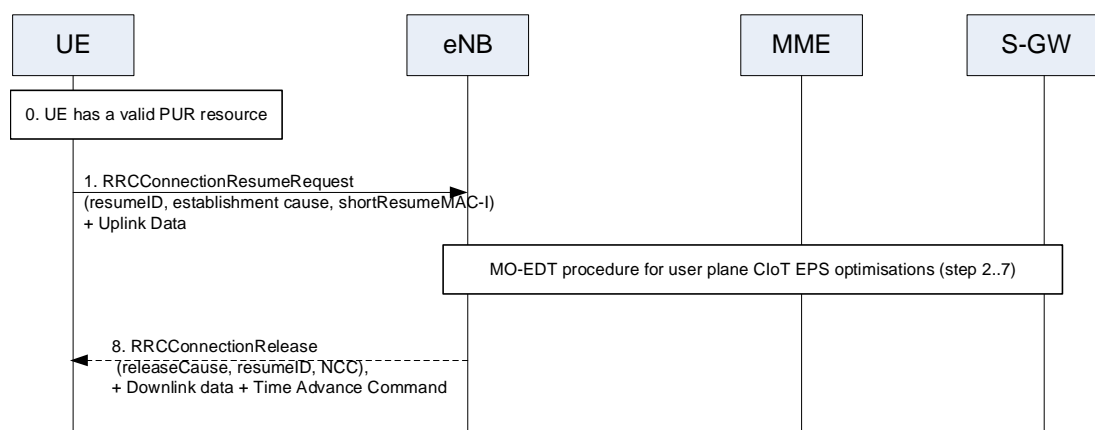 UE
eNB
MME
S-GW
0. UE has a valid PUR resource
1. RRCConnectionResumeRequest
(resumeID, establishment cause, shortResumeMAC-I)
+ Uplink Data
MO-EDT procedure for user plane CIoT EPS optimisations (step 2..7)
8. RRCConnectionRelease
(releaseCause, resumeID, NCC),
+ Downlink data + Time Advance Command